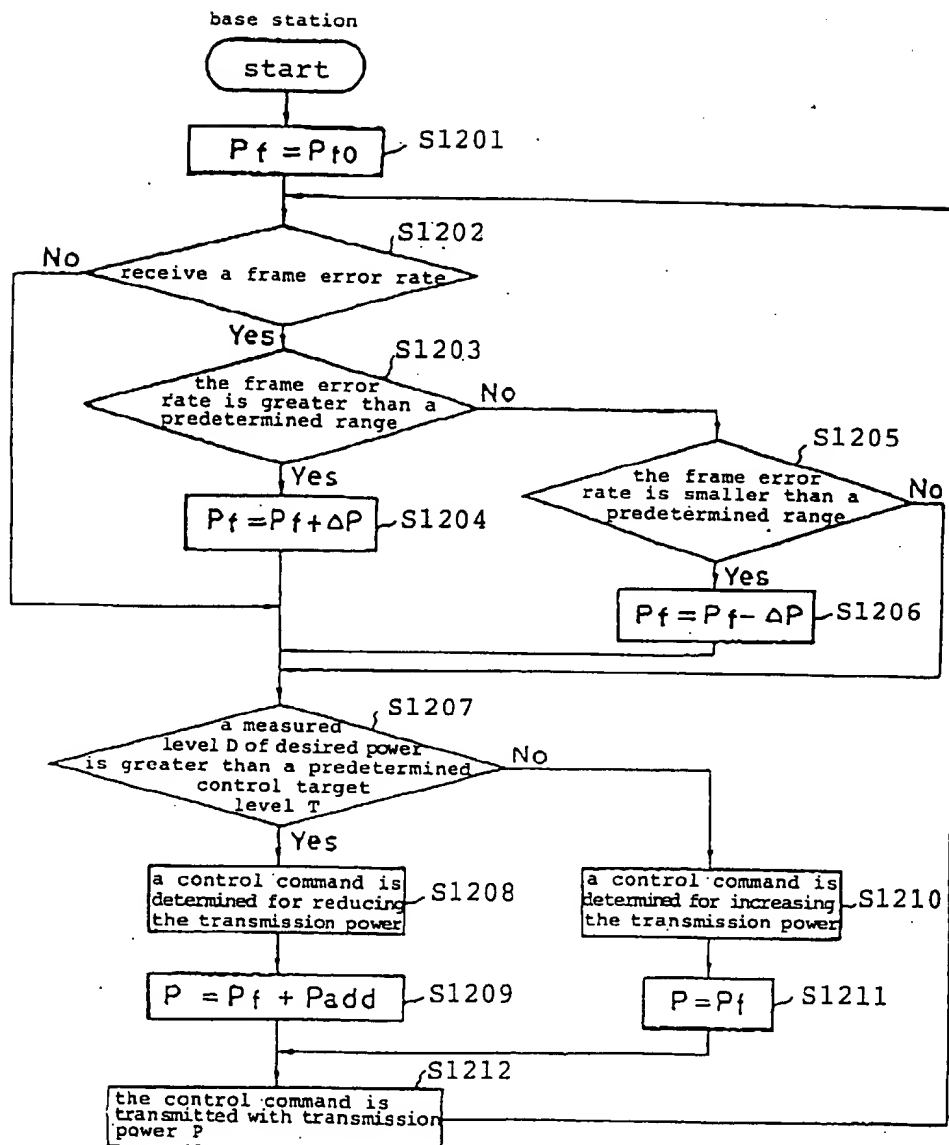 base station
start
Pf = Pf0
S1201
S1202
No
receive a frame error rate
Yes
S1203
the frame error
rate is greater than a
predetermined range
No
S1205
the frame error
rate is smaller than a
predetermined range
No
Yes
Pf = Pf + ΔP
S1204
Yes
Pf = Pf - ΔP
S1206
S1207
a measured
level D of desired power
is greater than a predetermined
control target
level T
No
Yes
a control command is
determined for reducing
the transmission power
S1208
a control command is
determined for increasing
the transmission power
S1210
P = Pf + Padd
S1209
P = Pf
S1211
S1212
the control command is
transmitted with transmission
power P